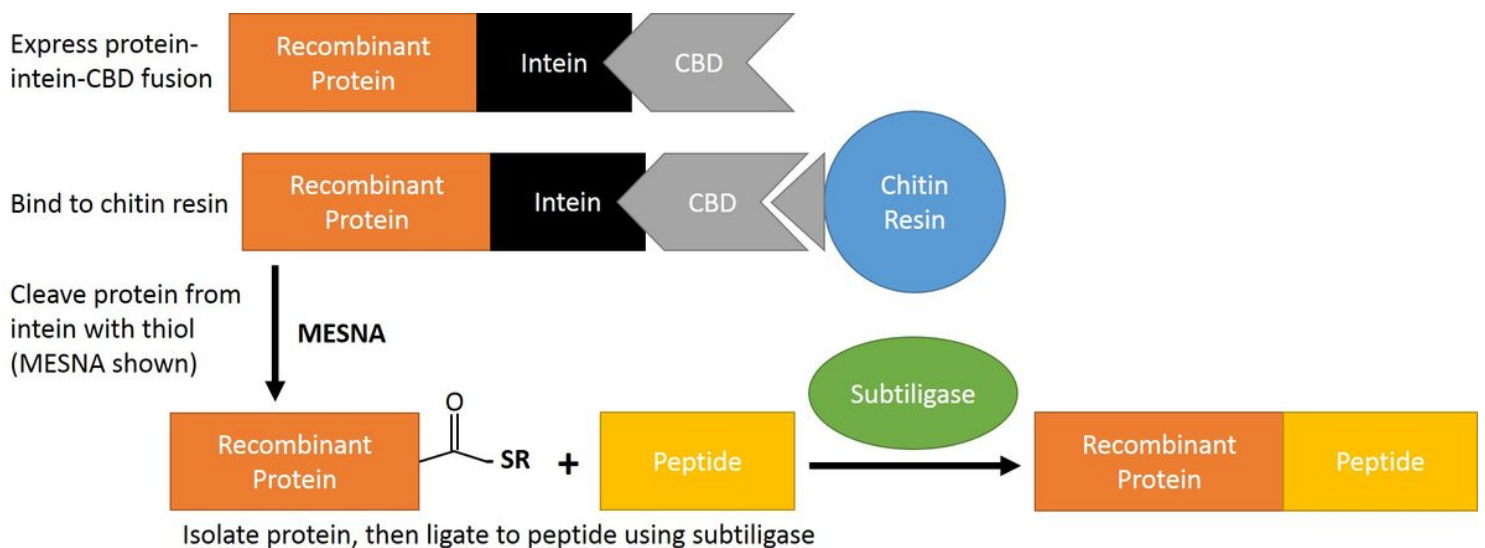 Express protein-
intein-CBD fusion
Recombinant
Protein
Intein
CBD
Bind to chitin resin
Recombinant
Protein
Intein
CBD
Chitin
Resin
Cleave protein from
intein with thiol
(MESNA shown)
MESNA
Recombinant
Protein
O
SR
+
Peptide
Subtiligase
Recombinant
Protein
Peptide
Isolate protein, then ligate to peptide using subtiligase